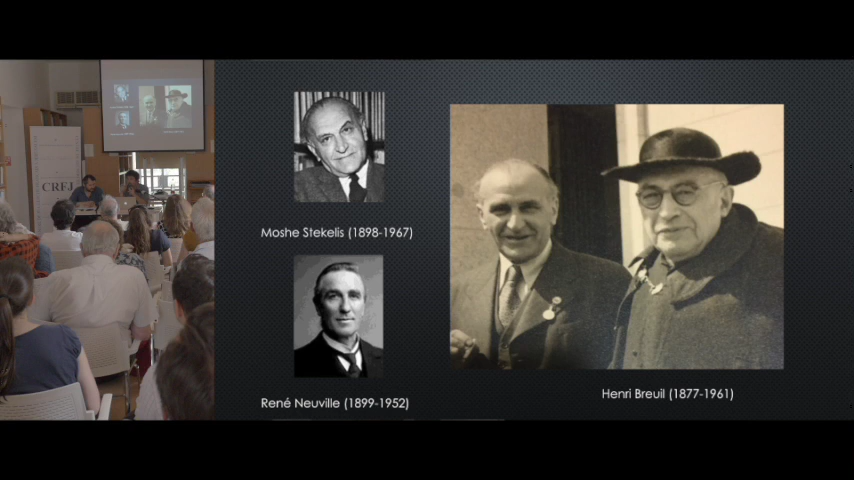 CRFJ
Moshe Stekelis (1898-1967)
René Neuville (1899-1952)
Henri Breuil (1877-1961)